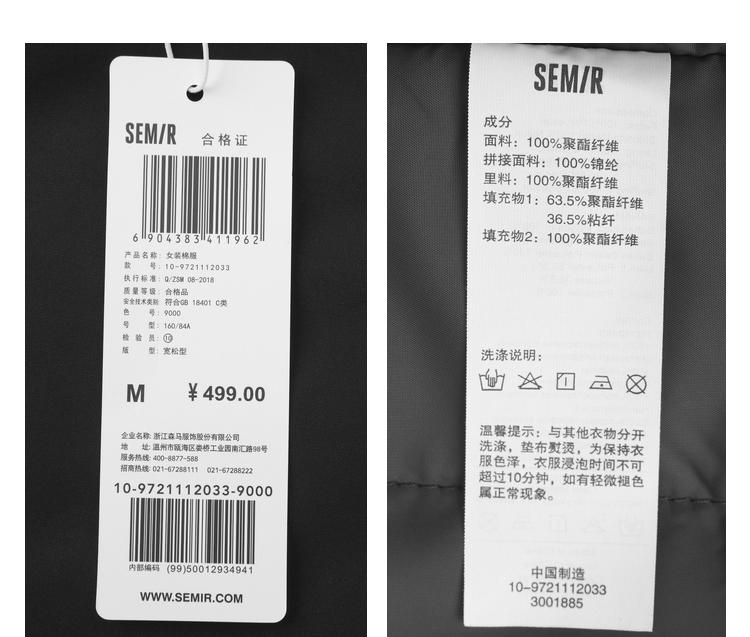 SEMIR 合格证
6 904383 411962
产品名称: 女装棉服
款 号: 10-9721112033
执行标准: Q/ZSM 08-2018
质量等级: 合格品
安全技术类别: 符合GB 18401 C类
色 号: 9000
号 型: 160/84A
检 验 员: ⑩
版 型: 宽松型
M ¥499.00
企业名称: 浙江森马服饰股份有限公司
地 址: 温州市瓯海区娄桥工业园南汇路98号
服务热线: 400-8877-588
招商热线: 021-67288111 021-67288222
10-9721112033-9000
内部编码 (99)50012934941
WWW.SEMIR.COM
SEMIR
成分
面料: 100%聚酯纤维
拼接面料: 100%锦纶
里料: 100%聚酯纤维
填充物1: 63.5%聚酯纤维
36.5%粘纤
填充物2: 100%聚酯纤维
洗涤说明:
温馨提示: 与其他衣物分开
洗涤, 垫布熨烫, 为保持衣
服色泽, 衣服浸泡时间不可
超过10分钟, 如有轻微褪色
属正常现象。
中国制造
10-9721112033
3001885